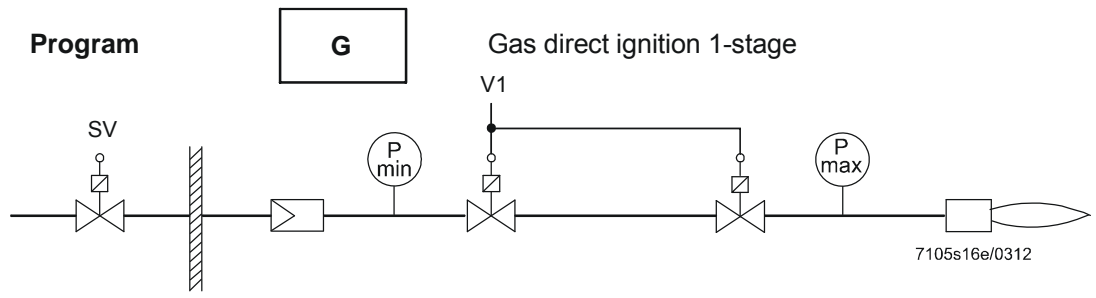 Program G Gas direct ignition 1-stage
V1
SV
P
min
P
max
7105s16e/0312